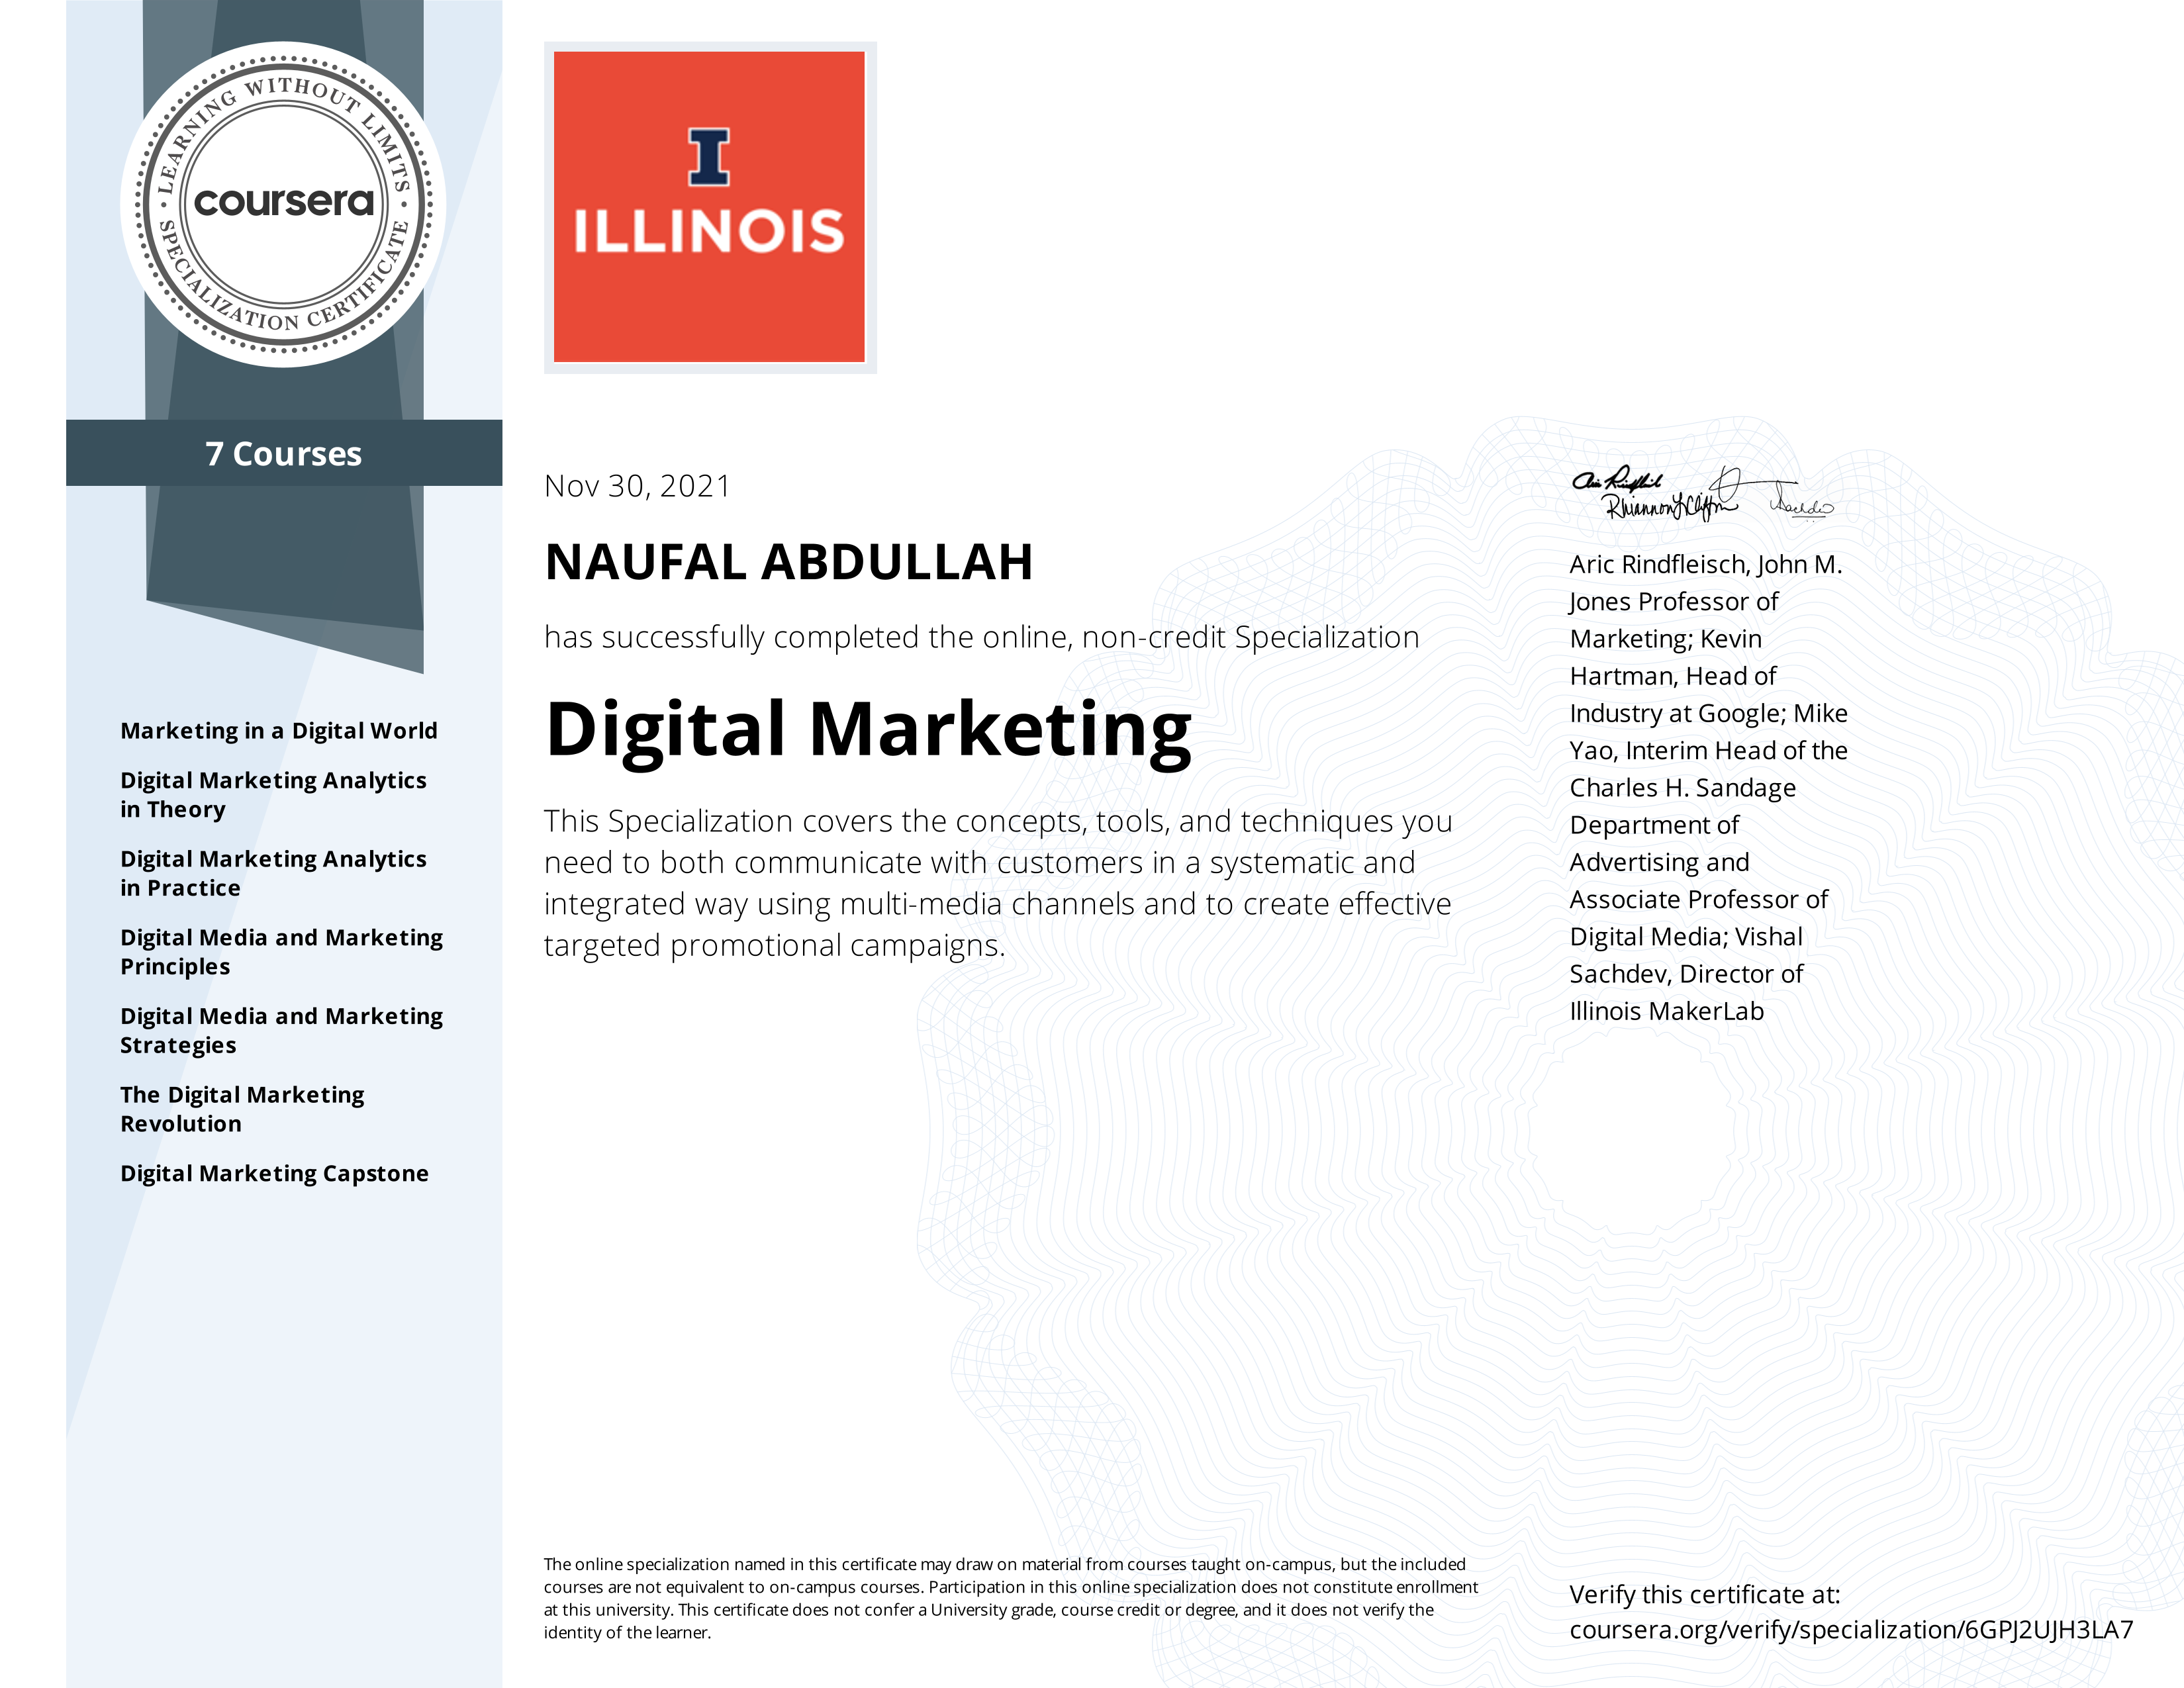 LEARNING WITHOUT LIMITS
coursera
SPECIALIZATION CERTIFICATE
7 Courses
Marketing in a Digital World
Digital Marketing Analytics
in Theory
Digital Marketing Analytics
in Practice
Digital Media and Marketing
Principles
Digital Media and Marketing
Strategies
The Digital Marketing
Revolution
Digital Marketing Capstone
I
ILLINOIS
Nov 30, 2021
NAUFAL ABDULLAH
has successfully completed the online, non-credit Specialization
Digital Marketing
This Specialization covers the concepts, tools, and techniques you
need to both communicate with customers in a systematic and
integrated way using multi-media channels and to create effective
targeted promotional campaigns.
Aric Rindfleisch, John M.
Jones Professor of
Marketing; Kevin
Hartman, Head of
Industry at Google; Mike
Yao, Interim Head of the
Charles H. Sandage
Department of
Advertising and
Associate Professor of
Digital Media; Vishal
Sachdev, Director of
Illinois MakerLab
The online specialization named in this certificate may draw on material from courses taught on-campus, but the included
courses are not equivalent to on-campus courses. Participation in this online specialization does not constitute enrollment
at this university. This certificate does not confer a University grade, course credit or degree, and it does not verify the
identity of the learner.
Verify this certificate at:
coursera.org/verify/specialization/6GPJ2UJH3LA7